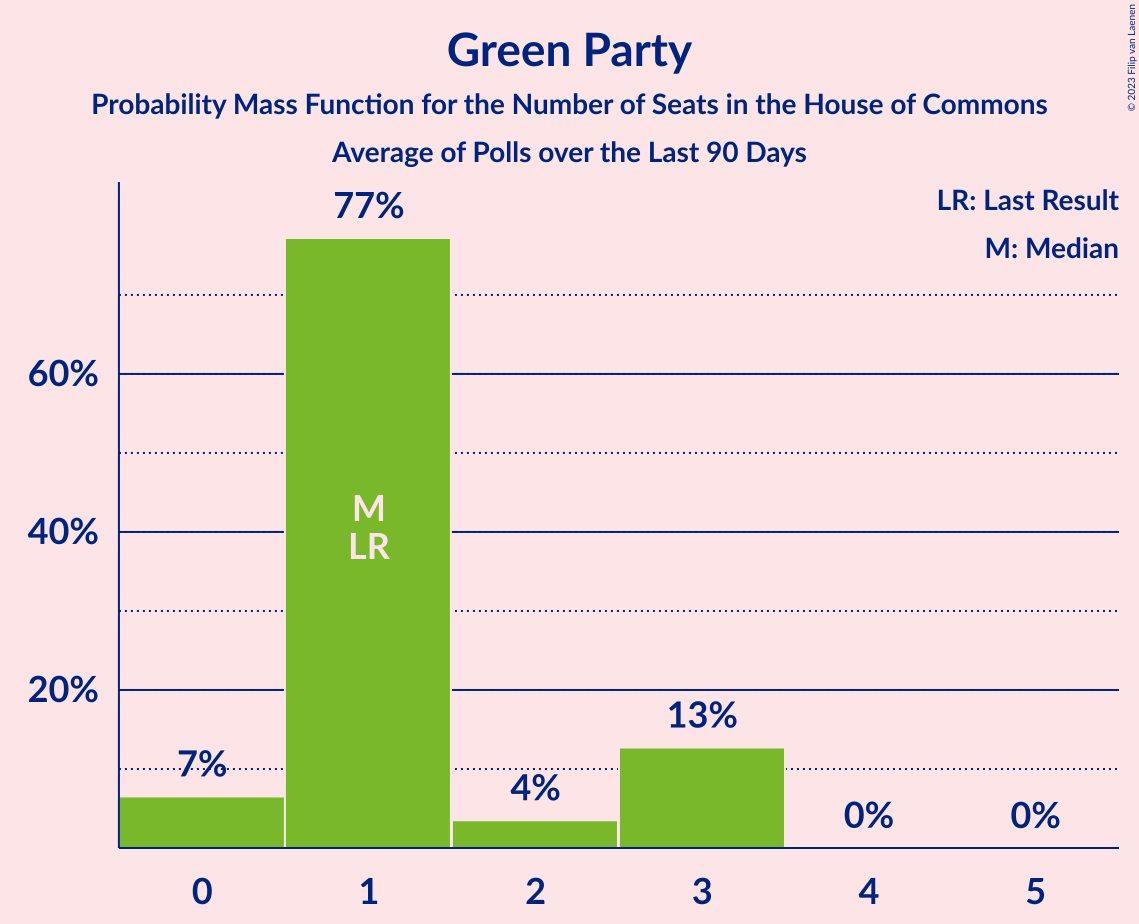 Green Party
Probability Mass Function for the Number of Seats in the House of Commons
Average of Polls over the Last 90 Days
© 2023 Filip van Laenen
LR: Last Result
M: Median
77%
60%
M
40%
LR
20%
13%
7%
4%
0%
0%
0
1
2
3
4
5